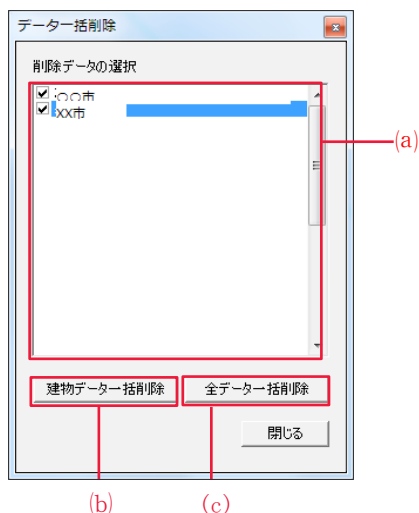 データ一括削除
削除データの選択
○○市
XX市
(a)
建物データ一括削除
全データ一括削除
閉じる
(b)
(c)